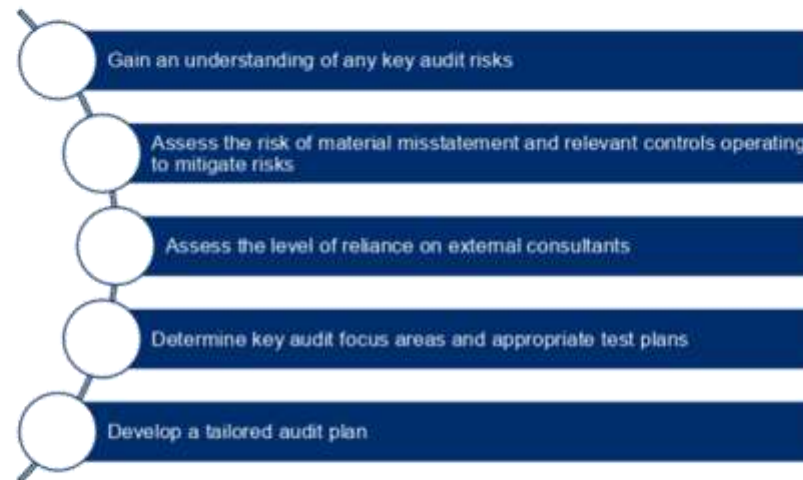 Gain an understanding of any key audit risks
Assess the risk of material misstatement and relevant controls operating
to mitigate risks
Assess the level of reliance on external consultants
Determine key audit focus areas and appropriate test plans
Develop a tailored audit plan